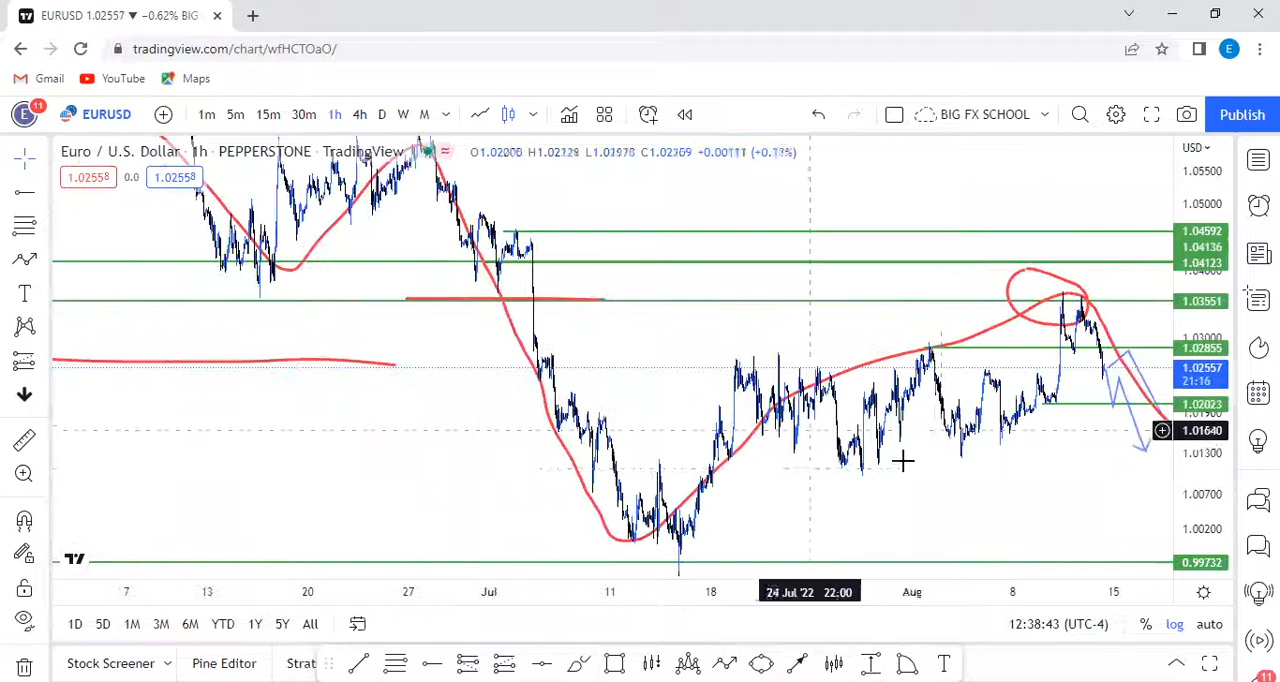 EURUSD 1.02557 ▼ −0.62% BIG
tradingview.com/chart/wfHCTOaO/
E
Gmail YouTube Maps
E 11 EURUSD 1m 5m 15m 30m 1h 4h D W M BIG FX SCHOOL Publish
Euro / U.S. Dollar · 1h · PEPPERSTONE · TradingView
USD
1.02558 0.0 1.02558
1.05500
1.05000
1.04592
1.04136
1.04123
1.03551
1.02855
1.02557
21:16
1.02023
1.01640
1.01300
1.00700
1.00200
0.99732
7 13 20 27 Jul 11 18 24 Jul '22 22:00 Aug 8 15
1D 5D 1M 3M 6M YTD 1Y 5Y All 12:38:43 (UTC-4) % log auto
Stock Screener Pine Editor Strat T
11